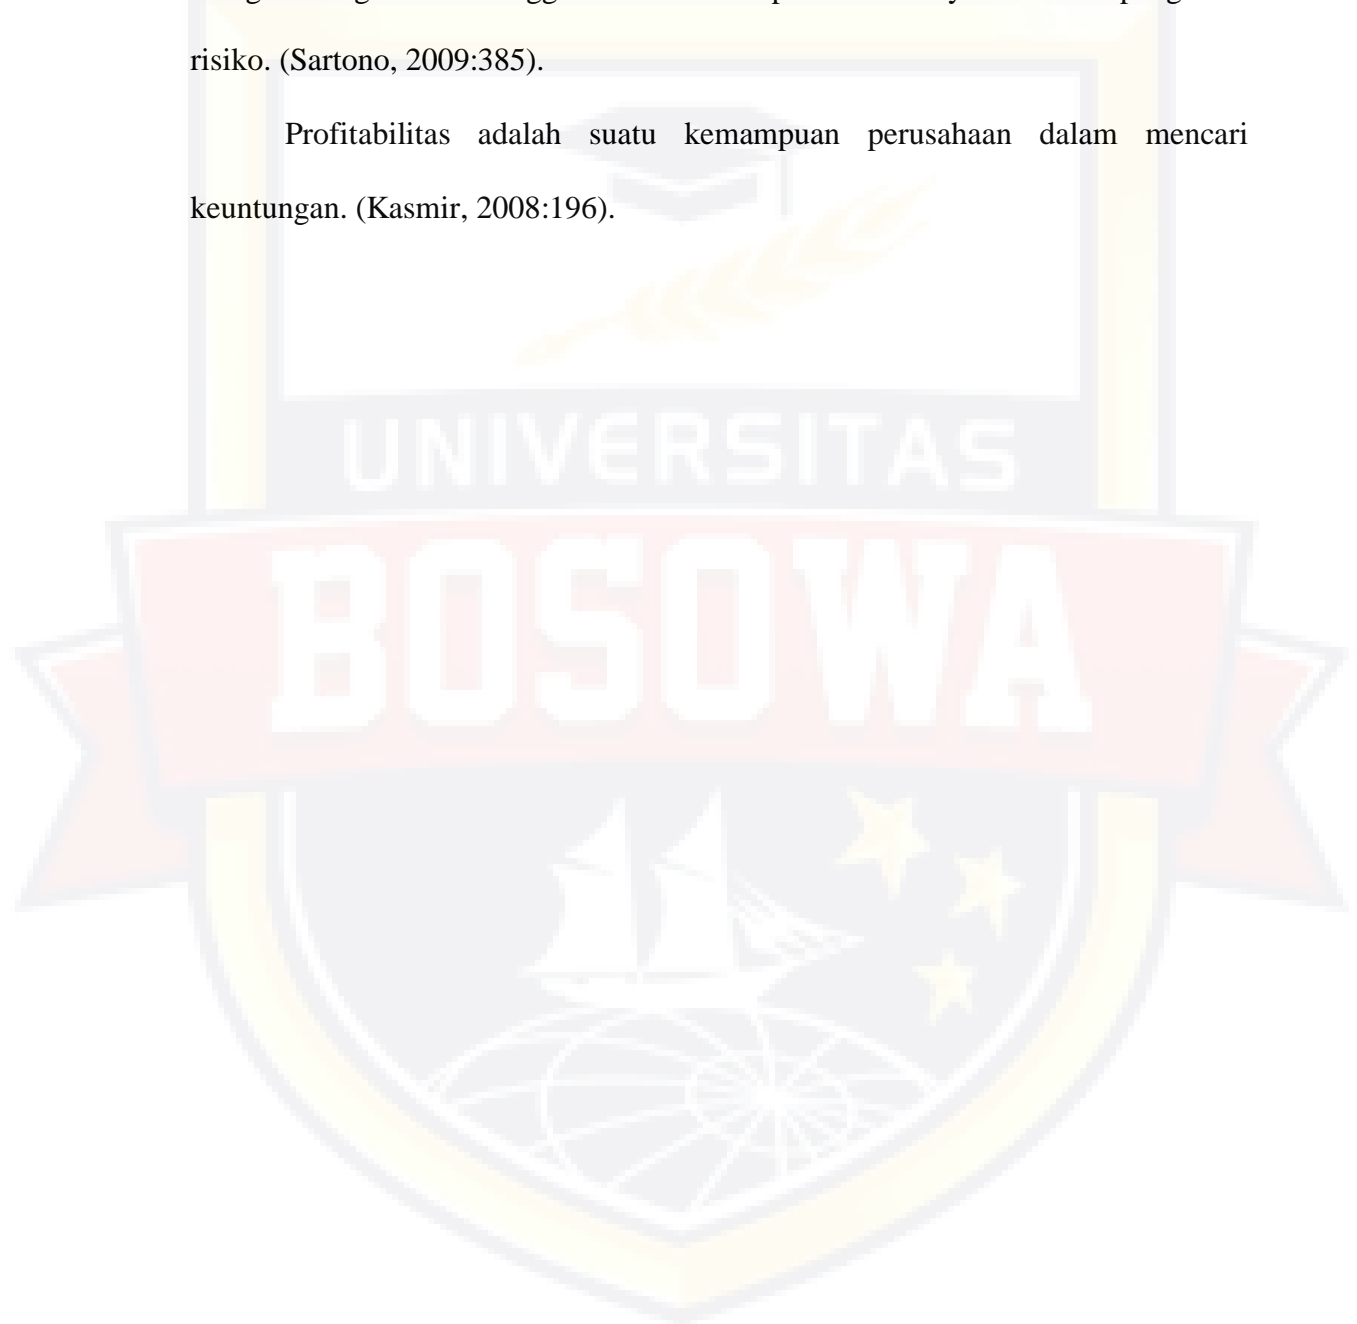 risiko. (Sartono, 2009:385).
Profitabilitas adalah suatu kemampuan perusahaan dalam mencari
keuntungan. (Kasmir, 2008:196).
UNIVERSITAS
BOSOWA